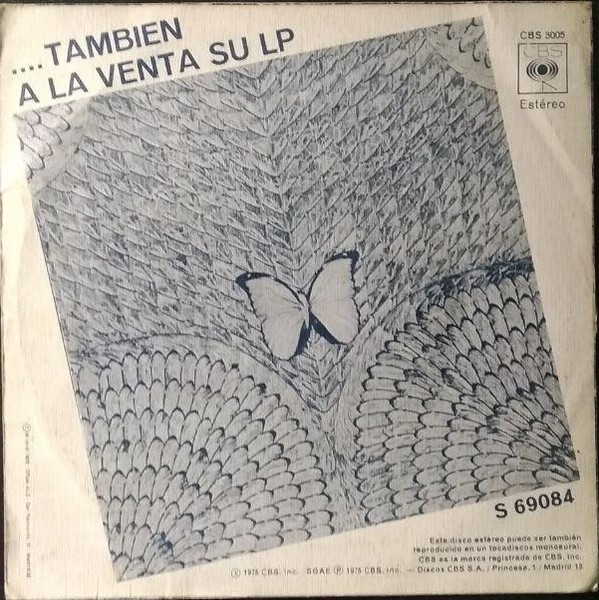 ....TAMBIEN
A LA VENTA SU LP
CBS 3005
CBS
Estéreo
S 69084
Este disco estéreo puede ser también
reproducido en un tocadiscos monoaural.
CBS es la marca registrada de CBS, Inc.
Ⓒ 1975 CBS, Inc. SGAE Ⓟ 1975 CBS, Inc. — Discos CBS S.A. / Princesa, 1 / Madrid